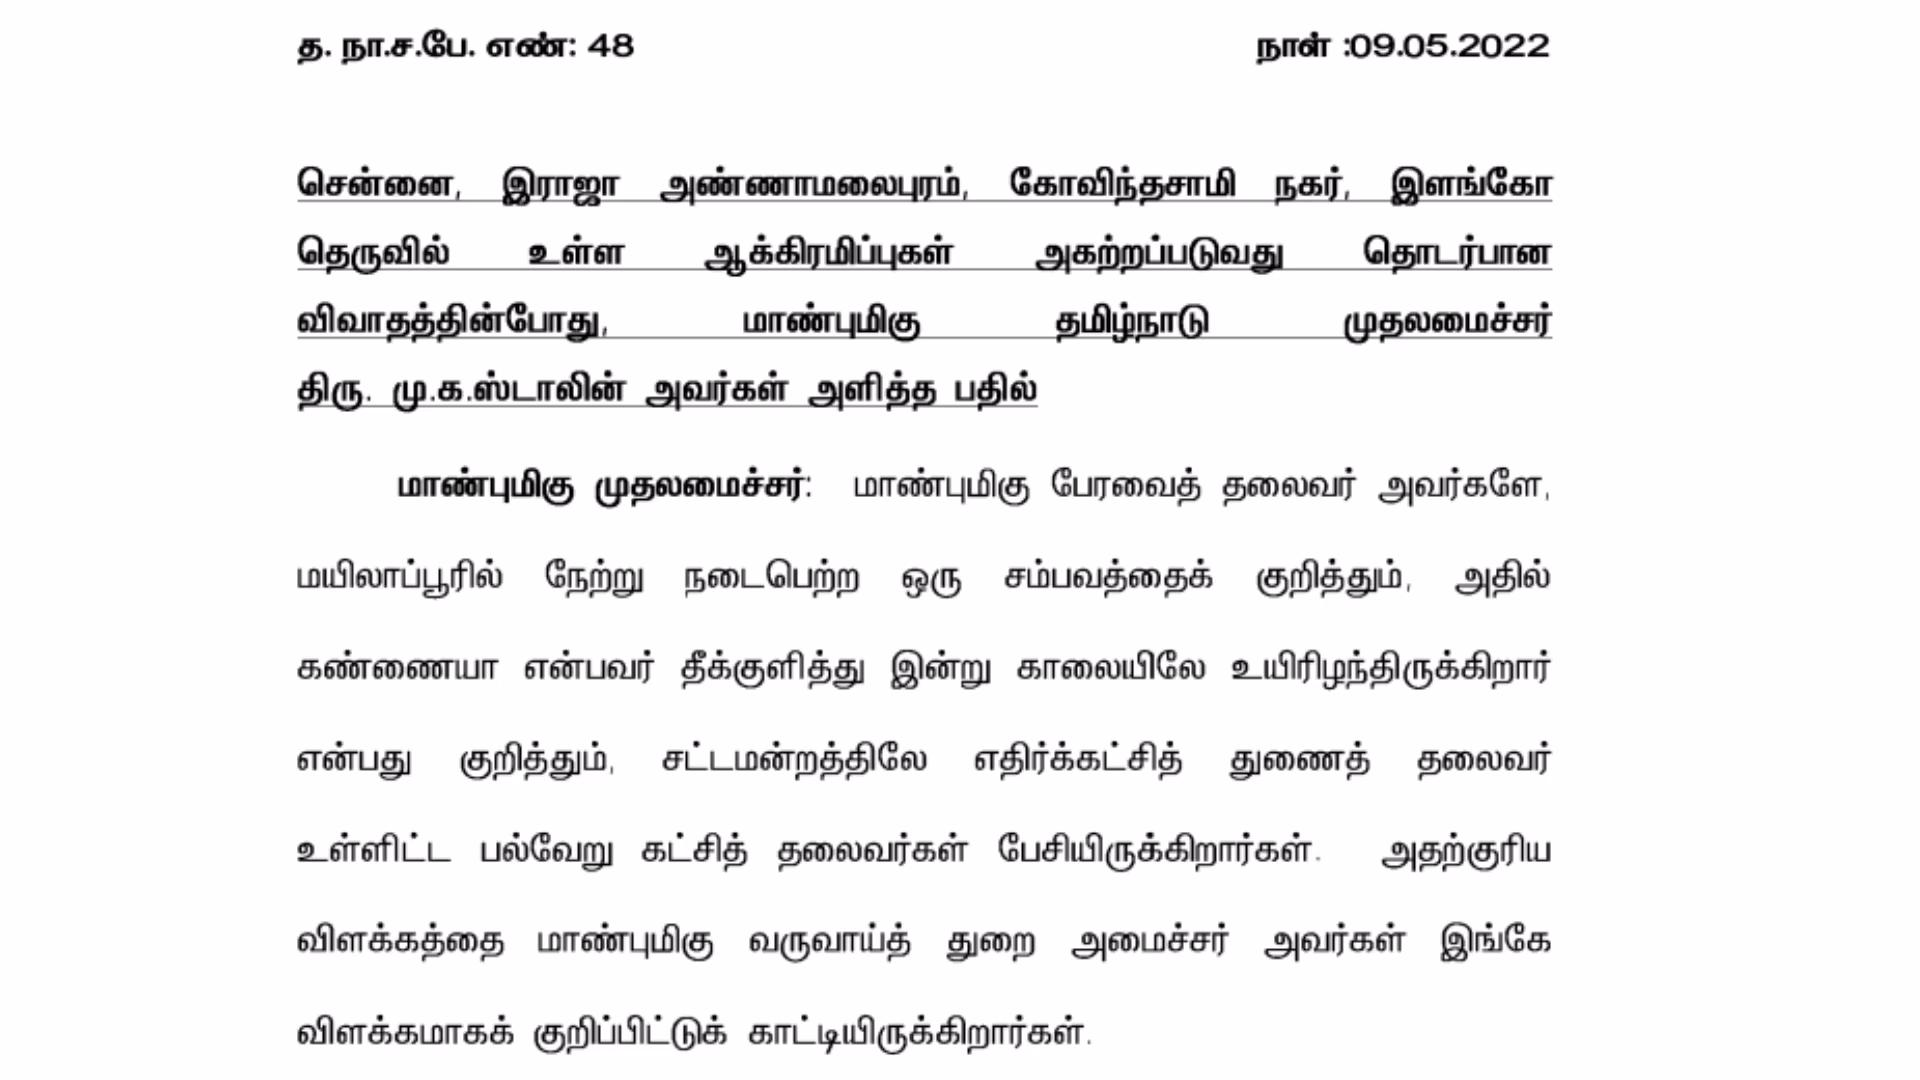 த. நா.ச.பே. எண்: 48 நாள் :09.05.2022
சென்னை, இராஜா அண்ணாமலைபுரம், கோவிந்தசாமி நகர், இளங்கோ
தெருவில் உள்ள ஆக்கிரமிப்புகள் அகற்றப்படுவது தொடர்பான
விவாதத்தின்போது, மாண்புமிகு தமிழ்நாடு முதலமைச்சர்
திரு. மு.க.ஸ்டாலின் அவர்கள் அளித்த பதில்
மாண்புமிகு முதலமைச்சர்: மாண்புமிகு பேரவைத் தலைவர் அவர்களே,
மயிலாப்பூரில் நேற்று நடைபெற்ற ஒரு சம்பவத்தைக் குறித்தும், அதில்
கண்ணையா என்பவர் தீக்குளித்து இன்று காலையிலே உயிரிழந்திருக்கிறார்
என்பது குறித்தும், சட்டமன்றத்திலே எதிர்க்கட்சித் துணைத் தலைவர்
உள்ளிட்ட பல்வேறு கட்சித் தலைவர்கள் பேசியிருக்கிறார்கள். அதற்குரிய
விளக்கத்தை மாண்புமிகு வருவாய்த் துறை அமைச்சர் அவர்கள் இங்கே
விளக்கமாகக் குறிப்பிட்டுக் காட்டியிருக்கிறார்கள்.